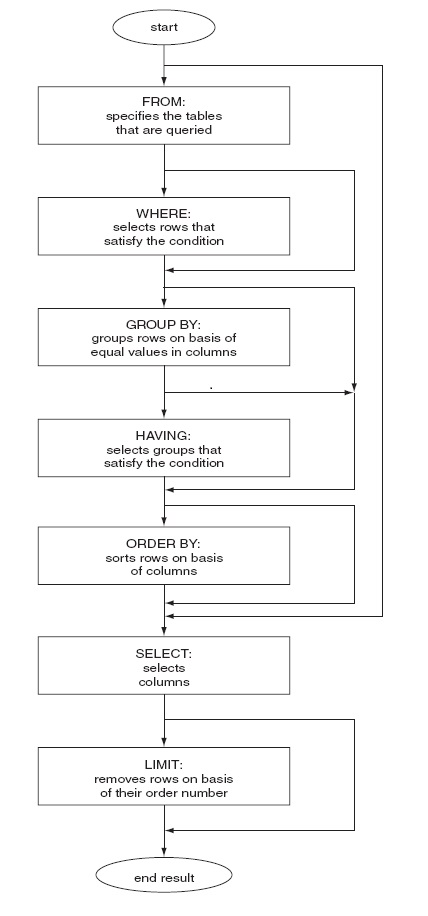 start
FROM:
specifies the tables
that are queried
WHERE:
selects rows that
satisfy the condition
GROUP BY:
groups rows on basis of
equal values in columns
HAVING:
selects groups that
satisfy the condition
ORDER BY:
sorts rows on basis
of columns
SELECT:
selects
columns
LIMIT:
removes rows on basis
of their order number
end result